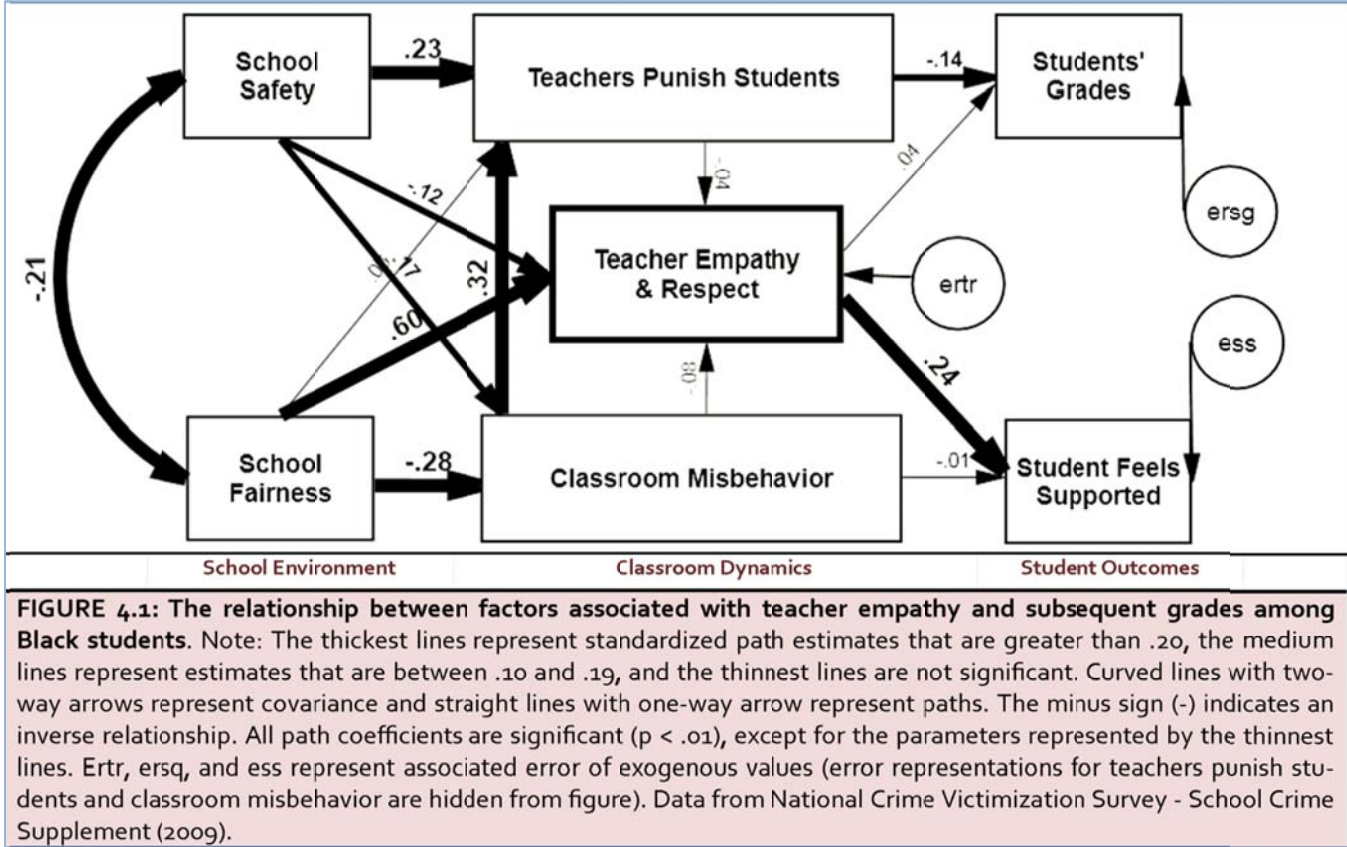 School
Safety
.23
Teachers Punish Students
-.14
Students'
Grades
-.04
.04
-.12
ersg
-.21
.17
.32
Teacher Empathy
& Respect
ertr
.60
ess
-.08
.24
School
Fairness
-.28
Classroom Misbehavior
-.01
Student Feels
Supported
School Environment
Classroom Dynamics
Student Outcomes
FIGURE 4.1: The relationship between factors associated with teacher empathy and subsequent grades among
Black students. Note: The thickest lines represent standardized path estimates that are greater than .20, the medium
lines represent estimates that are between .10 and .19, and the thinnest lines are not significant. Curved lines with two-
way arrows represent covariance and straight lines with one-way arrow represent paths. The minus sign (-) indicates an
inverse relationship. All path coefficients are significant (p < .01), except for the parameters represented by the thinnest
lines. Ertr, ersq, and ess represent associated error of exogenous values (error representations for teachers punish stu-
dents and classroom misbehavior are hidden from figure). Data from National Crime Victimization Survey - School Crime
Supplement (2009).